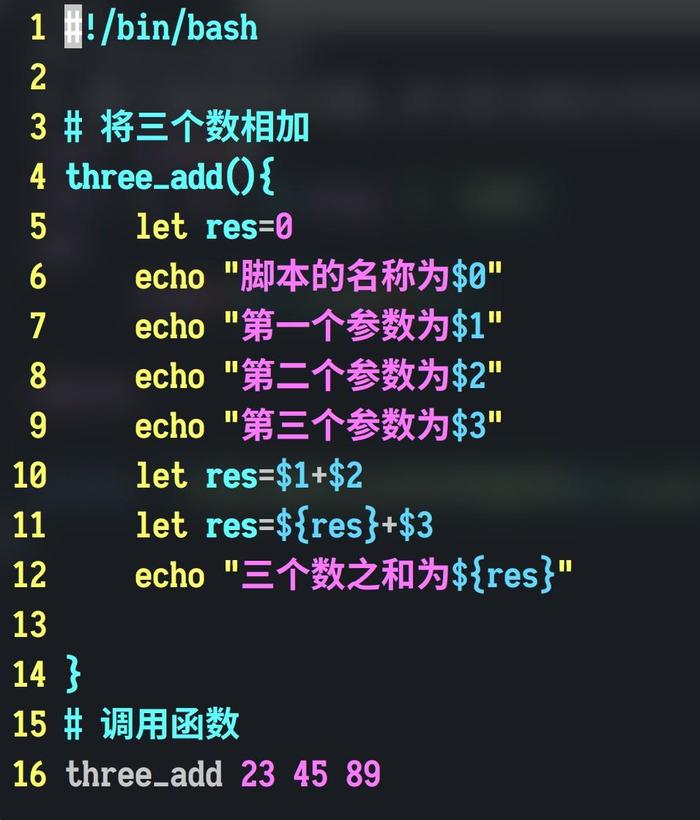 1 #!/bin/bash
2
3 # 将三个数相加
4 three_add(){
5     let res=0
6     echo "脚本的名称为$0"
7     echo "第一个参数为$1"
8     echo "第二个参数为$2"
9     echo "第三个参数为$3"
10     let res=$1+$2
11     let res=${res}+$3
12     echo "三个数之和为${res}"
13
14 }
15 # 调用函数
16 three_add 23 45 89